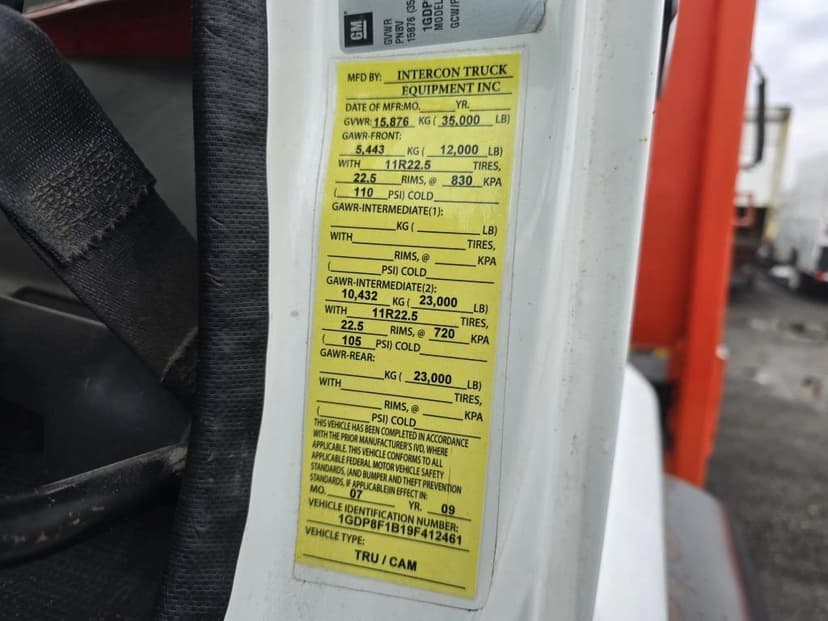 GM
GVWR
PNBV
15876 (35
1GDP
MODEL
GCW/P
MFD BY: INTERCON TRUCK
EQUIPMENT INC
DATE OF MFR:MO. YR.
GVWR: 15,876 KG ( 35,000 LB)
GAWR-FRONT:
5,443 KG ( 12,000 LB)
WITH 11R22.5 TIRES,
22.5 RIMS, @ 830 KPA
( 110 PSI) COLD
GAWR-INTERMEDIATE(1):
KG ( LB)
WITH TIRES,
RIMS, @ KPA
( PSI) COLD
GAWR-INTERMEDIATE(2):
10,432 KG ( 23,000 LB)
WITH 11R22.5 TIRES,
22.5 RIMS, @ 720 KPA
( 105 PSI) COLD
GAWR-REAR:
KG ( 23,000 LB)
WITH TIRES,
RIMS, @ KPA
( PSI) COLD
THIS VEHICLE HAS BEEN COMPLETED IN ACCORDANCE
WITH THE PRIOR MANUFACTURER'S IVD, WHERE
APPLICABLE. THIS VEHICLE CONFORMS TO ALL
APPLICABLE FEDERAL MOTOR VEHICLE SAFETY
STANDARDS, (AND BUMPER AND THEFT PREVENTION
STANDARDS, IF APPLICABLE)IN EFFECT IN:
MO. 07 YR. 09
VEHICLE IDENTIFICATION NUMBER:
1GDP8F1B19F412461
VEHICLE TYPE:
TRU / CAM